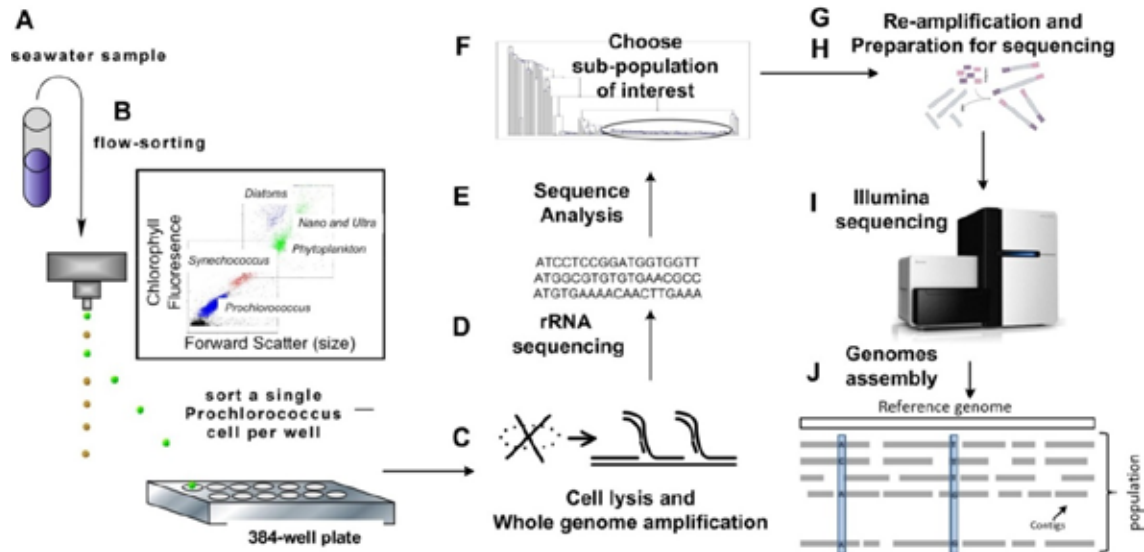 A
seawater sample
B
flow-sorting
Chlorophyll
Fluoresence
Diatoms
Nano and Ultra
Phytoplankton
Synechococcus
Prochlorococcus
Forward Scatter (size)
sort a single
Prochlorococcus
cell per well
384-well plate
C
Cell lysis and
Whole genome amplification
D
rRNA
sequencing
ATCCTCCGGATGGTGGTT
ATGGCGTGTGTGAACGCC
ATGTGAAAACAACTTGAAA
E
Sequence
Analysis
F
Choose
sub-population
of interest
G
H
Re-amplification and
Preparation for sequencing
I
Illumina
sequencing
J
Genomes
assembly
Reference genome
Contigs
population